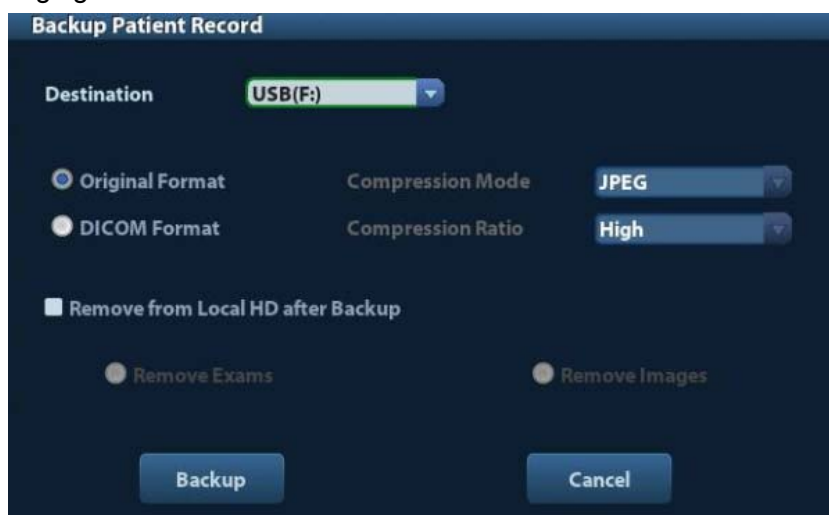 Backup Patient Record
Destination USB(F:)
Original Format Compression Mode JPEG
DICOM Format Compression Ratio High
Remove from Local HD after Backup
Remove Exams Remove Images
Backup Cancel